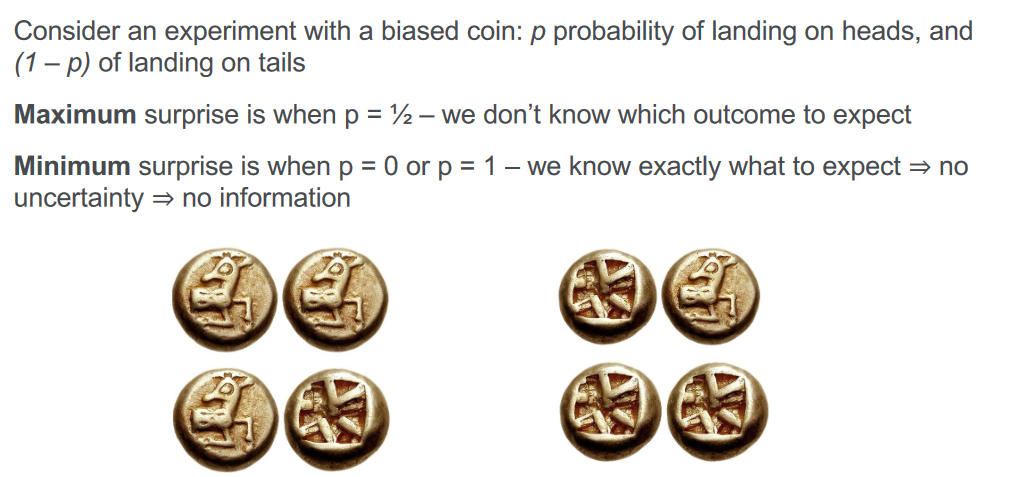 Consider an experiment with a biased coin: p probability of landing on heads, and
(1 – p) of landing on tails
Maximum surprise is when p = ½ – we don’t know which outcome to expect
Minimum surprise is when p = 0 or p = 1 – we know exactly what to expect ⇒ no
uncertainty ⇒ no information